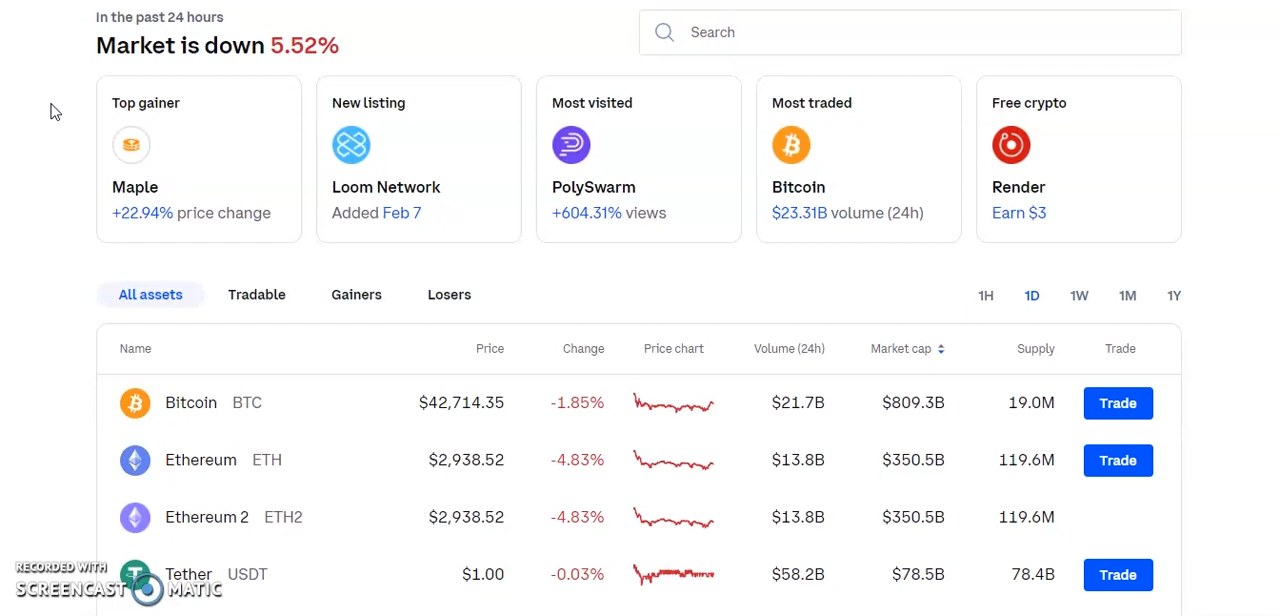 In the past 24 hours
Market is down 5.52%
Search
Top gainer
Maple
+22.94% price change
New listing
Loom Network
Added Feb 7
Most visited
PolySwarm
+604.31% views
Most traded
Bitcoin
$23.31B volume (24h)
Free crypto
Render
Earn $3
All assets Tradable Gainers Losers 1H 1D 1W 1M 1Y
Name Price Change Price chart Volume (24h) Market cap Supply Trade
Bitcoin BTC $42,714.35 -1.85% $21.7B $809.3B 19.0M Trade
Ethereum ETH $2,938.52 -4.83% $13.8B $350.5B 119.6M Trade
Ethereum 2 ETH2 $2,938.52 -4.83% $13.8B $350.5B 119.6M
Tether USDT $1.00 -0.03% $58.2B $78.5B 78.4B Trade
RECORDED WITH
SCREENCAST MATIC